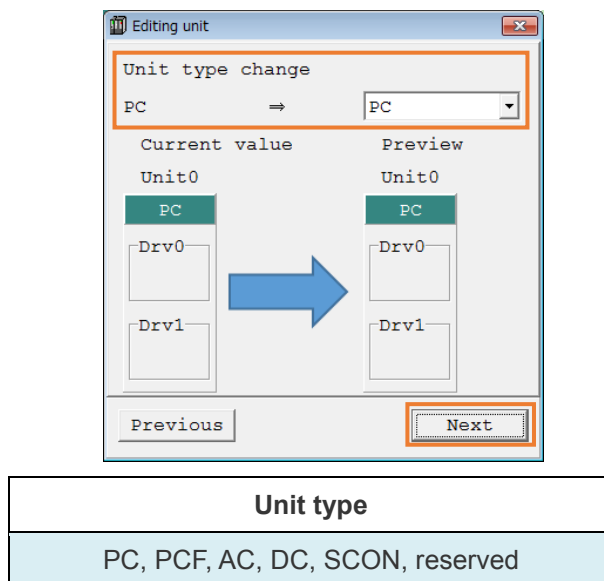 Editing unit
Unit type change
PC ⇒ PC
Current value Preview
Unit0 Unit0
PC PC
Drv0 Drv0
Drv1 Drv1
Previous Next
Unit type
PC, PCF, AC, DC, SCON, reserved